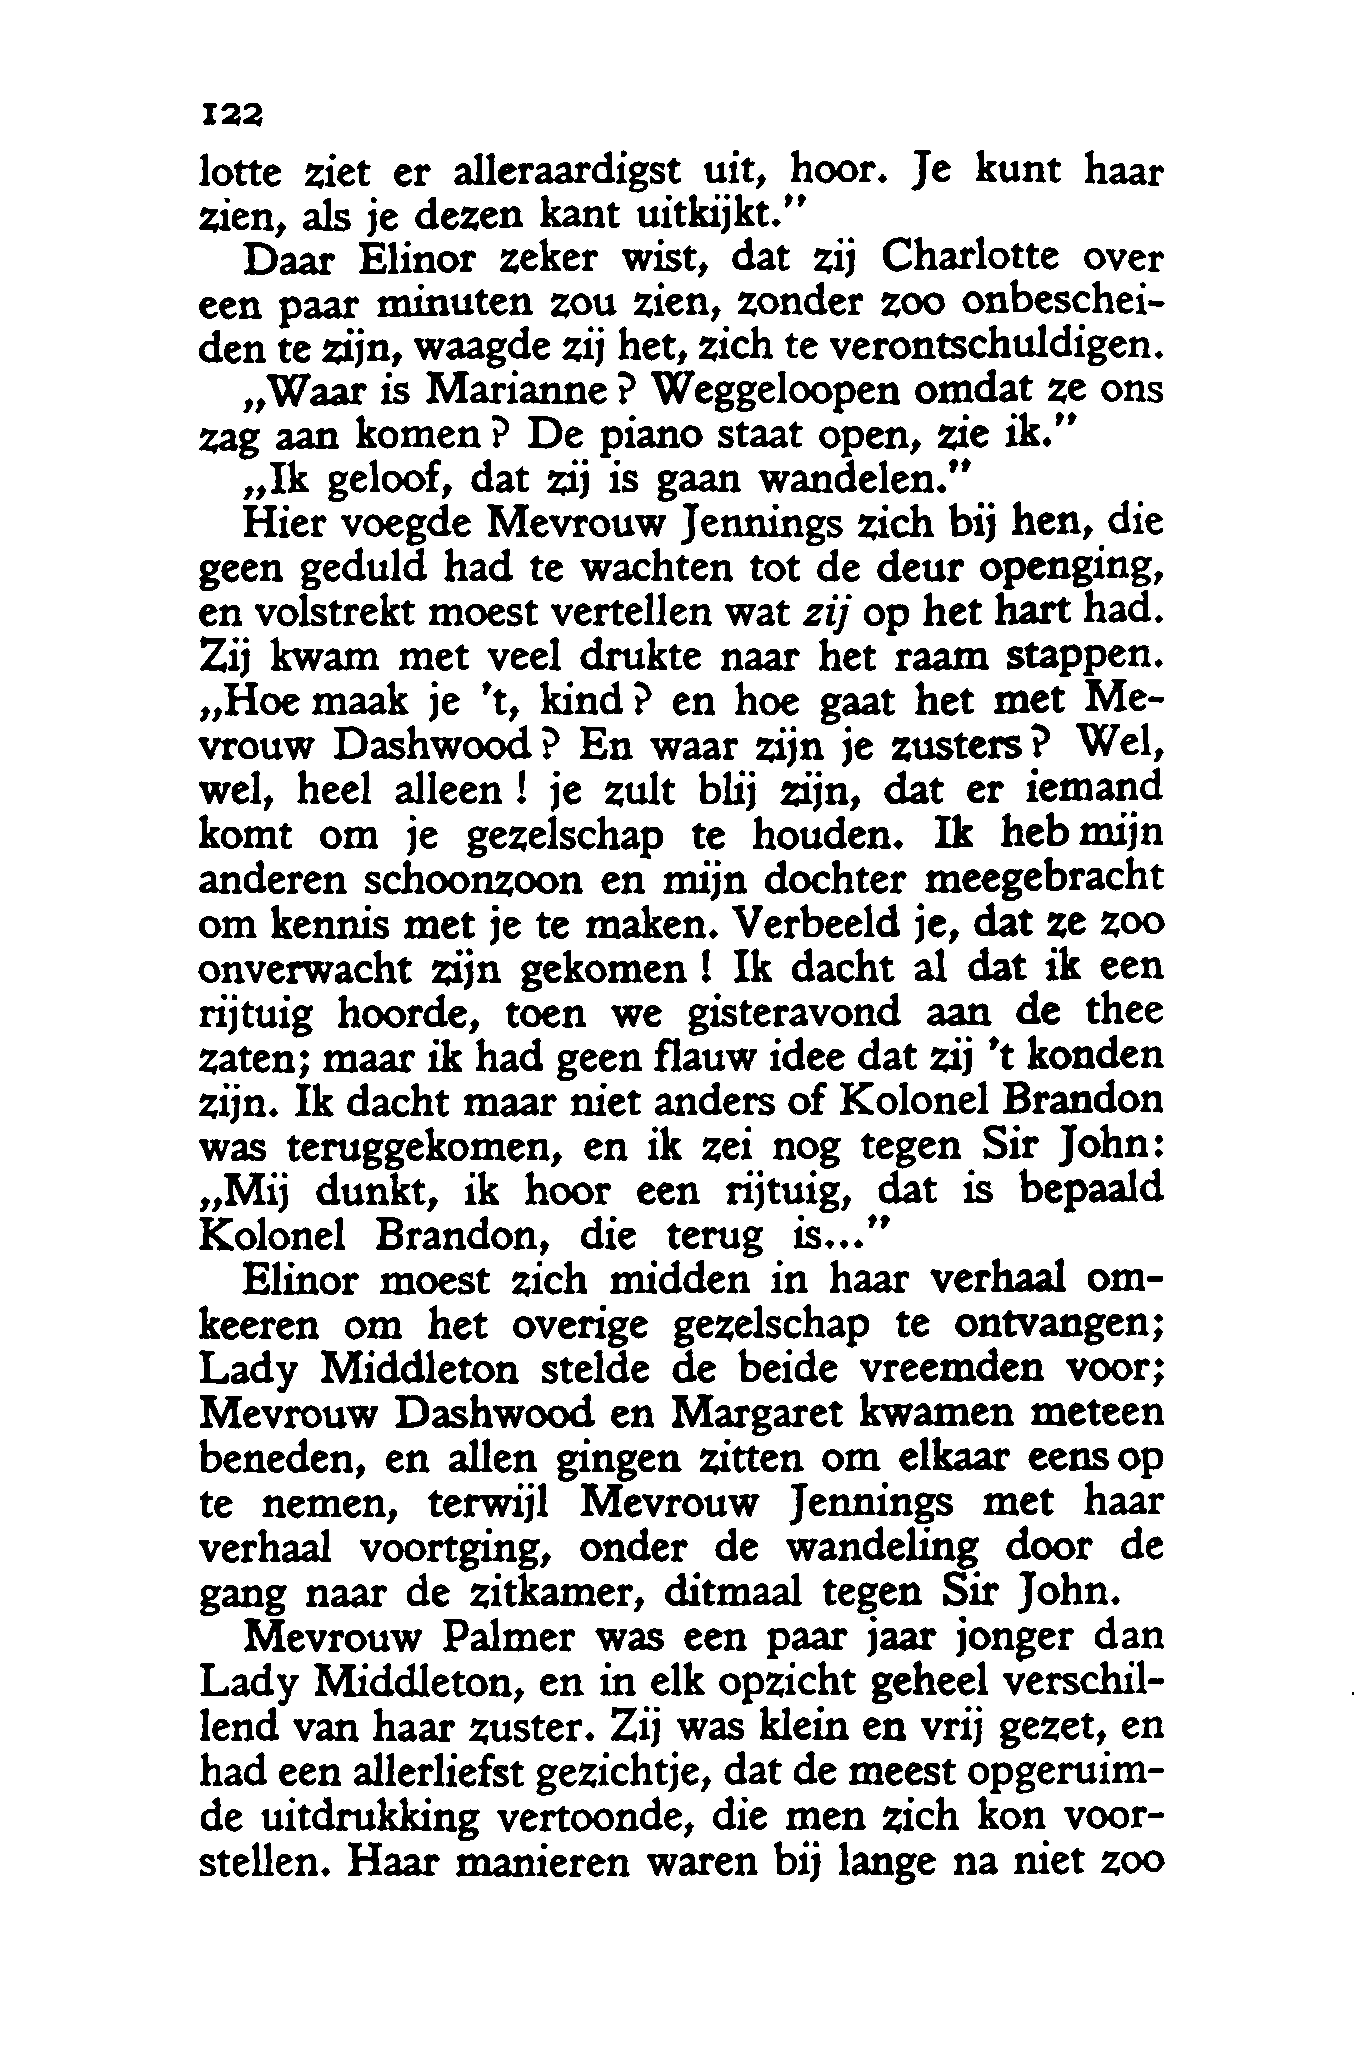 122
lotte ziet er alleraardigst uit, hoor. Je kunt haar
zien, als je dezen kant uitkijkt.”
Daar Elinor zeker wist, dat zij Charlotte over
een paar minuten zou zien, zonder zoo onbeschei-
den te zijn, waagde zij het, zich te verontschuldigen.
„Waar is Marianne? Weggeloopen omdat ze ons
zag aan komen? De piano staat open, zie ik.”
„Ik geloof, dat zij is gaan wandelen.”
Hier voegde Mevrouw Jennings zich bij hen, die
geen geduld had te wachten tot de deur openging,
en volstrekt moest vertellen wat zij op het hart had.
Zij kwam met veel drukte naar het raam stappen.
„Hoe maak je 't, kind? en hoe gaat het met Me-
vrouw Dashwood? En waar zijn je zusters? Wel,
wel, heel alleen! je zult blij zijn, dat er iemand
komt om je gezelschap te houden. Ik heb mijn
anderen schoonzoon en mijn dochter meegebracht
om kennis met je te maken. Verbeeld je, dat ze zoo
onverwacht zijn gekomen! Ik dacht al dat ik een
rijtuig hoorde, toen we gisteravond aan de thee
zaten; maar ik had geen flauw idee dat zij 't konden
zijn. Ik dacht maar niet anders of Kolonel Brandon
was teruggekomen, en ik zei nog tegen Sir John:
„Mij dunkt, ik hoor een rijtuig, dat is bepaald
Kolonel Brandon, die terug is...”
Elinor moest zich midden in haar verhaal om-
keeren om het overige gezelschap te ontvangen;
Lady Middleton stelde de beide vreemden voor;
Mevrouw Dashwood en Margaret kwamen meteen
beneden, en allen gingen zitten om elkaar eens op
te nemen, terwijl Mevrouw Jennings met haar
verhaal voortging, onder de wandeling door de
gang naar de zitkamer, ditmaal tegen Sir John.
Mevrouw Palmer was een paar jaar jonger dan
Lady Middleton, en in elk opzicht geheel verschil-
lend van haar zuster. Zij was klein en vrij gezet, en
had een allerliefst gezichtje, dat de meest opgeruim-
de uitdrukking vertoonde, die men zich kon voor-
stellen. Haar manieren waren bij lange na niet zoo